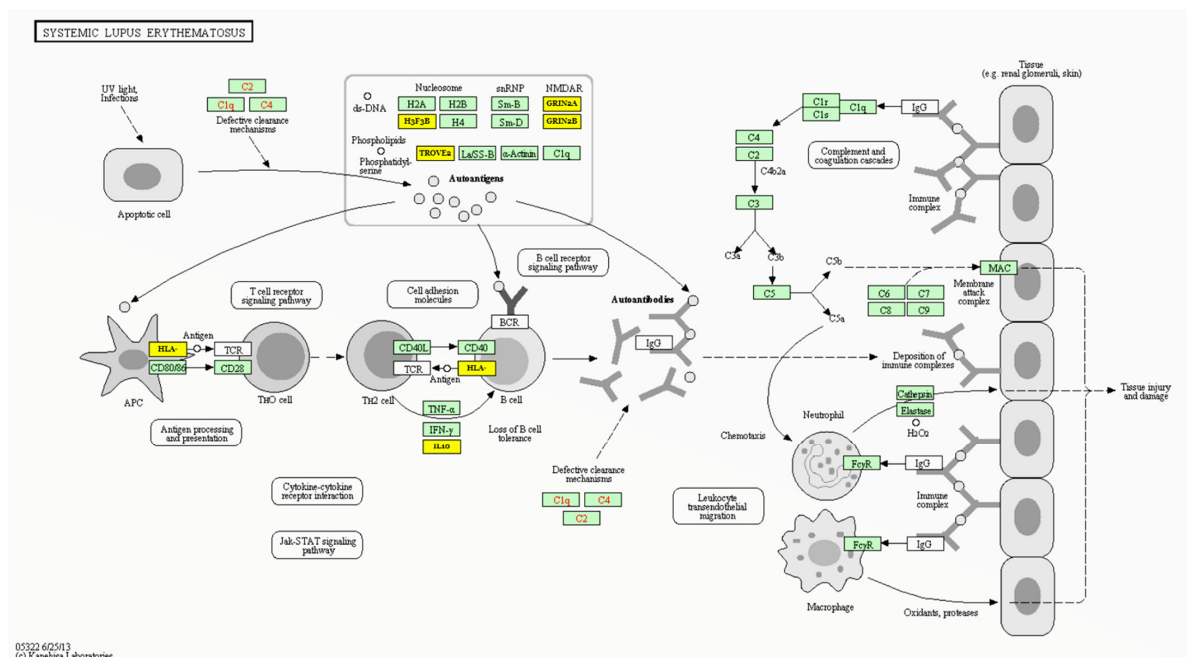 SYSTEMIC LUPUS ERYTHEMATOSUS
UV light,
Infections
C2
C1q
C4
Defective clearance
mechanisms
Apoptotic cell
Nucleosome
snRNP
NMDAR
ds-DNA
H2A
H2B
Sm-B
GRIN2A
H3F3B
H4
Sm-D
GRIN2B
Phospholipids
Phosphatidyl-
serine
TROVE2
La/SS-B
α-Actinin
C1q
Autoantigens
Tissue
(e.g. renal glomeruli, skin)
C1r
C1s
C1q
IgG
C4
C2
C4b2a
Complement and
coagulation cascades
Immune
complex
C3
C3a
C3b
C5
C5b
C5a
MAC
Membrane
attack
complex
C6
C7
C8
C9
T cell receptor
signaling pathway
Cell adhesion
molecules
B cell receptor
signaling pathway
Autoantibodies
BCR
IgG
HLA-
Antigen
TCR
CD80/86
CD28
APC
TH0 cell
CD40L
CD40
TCR
Antigen
HLA-
TH2 cell
B cell
TNF-α
IFN-γ
IL10
Loss of B cell
tolerance
Antigen processing
and presentation
Cytokine-cytokine
receptor interaction
Jak-STAT signaling
pathway
Defective clearance
mechanisms
C1q
C4
C2
Leukocyte
transendothelial
migration
Chemotaxis
Deposition of
immune complexes
Neutrophil
Cathepsin
Elastase
H2O2
Tissue injury
and damage
FcγR
IgG
Immune
complex
FcγR
IgG
Macrophage
Oxidants, proteases
05322 6/25/13
(c) Kanehisa Laboratories